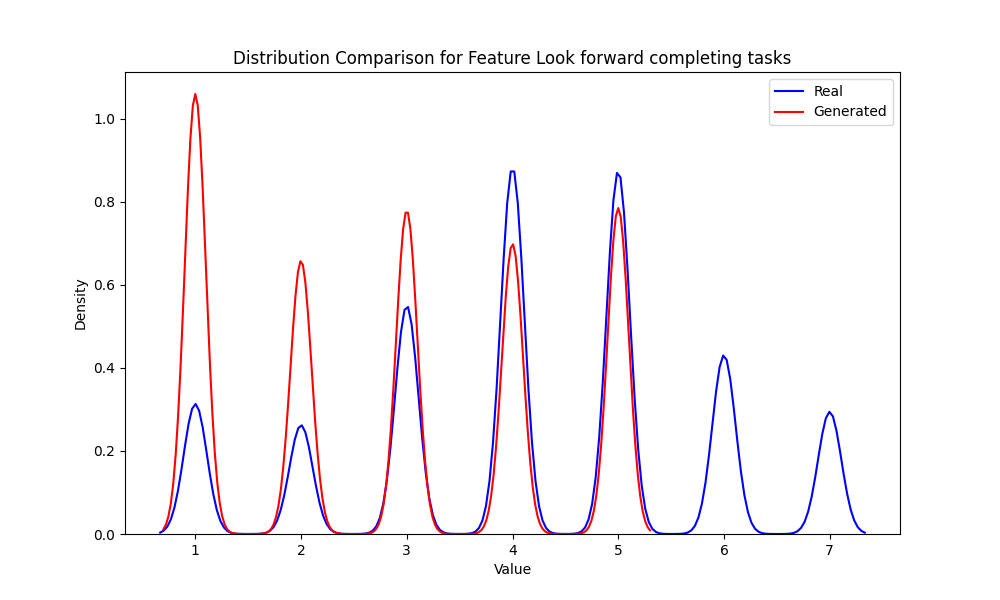 Distribution Comparison for Feature Look forward completing tasks
Real
Generated
Density
1.0
0.8
0.6
0.4
0.2
0.0
1 2 3 4 5 6 7
Value